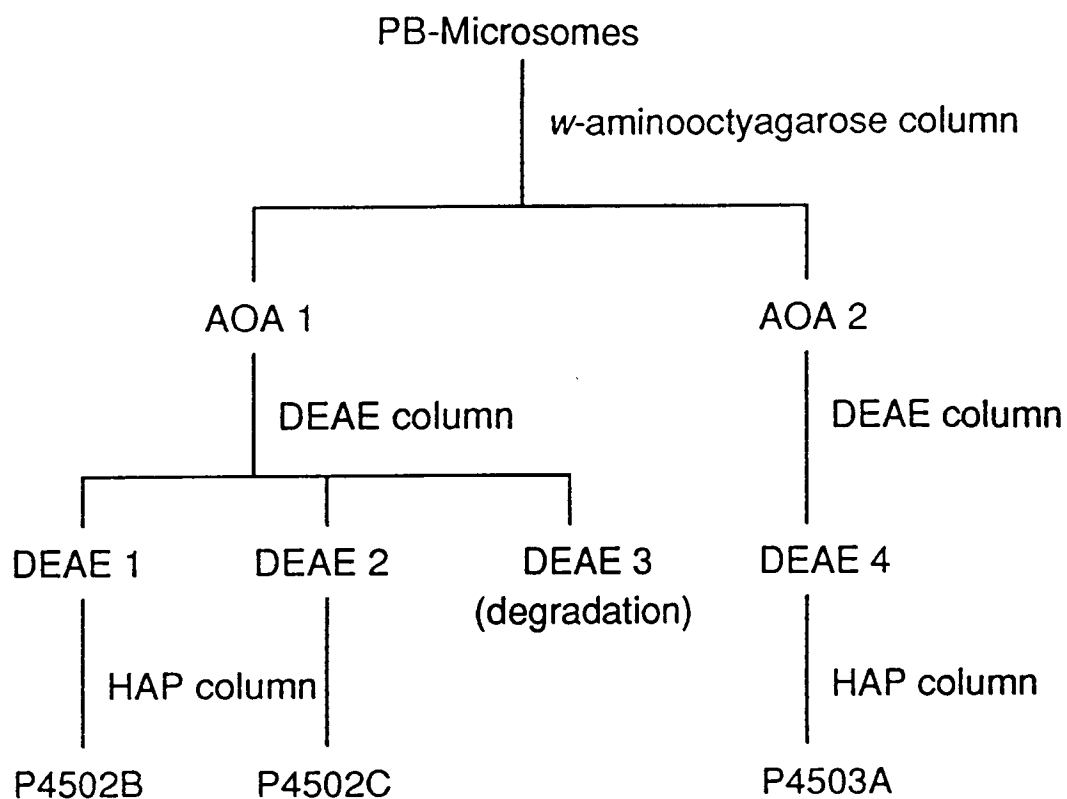 PB-Microsomes
w-aminooctyagarose column
AOA 1
AOA 2
DEAE column
DEAE column
DEAE 1
DEAE 2
DEAE 3
(degradation)
DEAE 4
HAP column
HAP column
P4502B
P4502C
P4503A